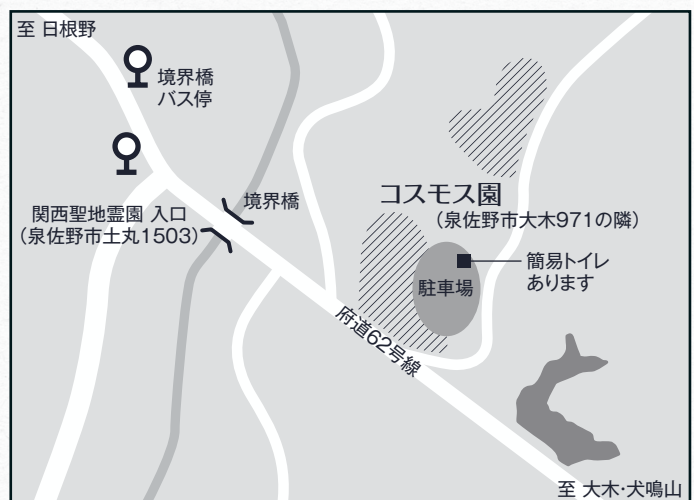 至 日根野
境界橋
バス停
境界橋
関西聖地霊園 入口
（泉佐野市土丸1503）
コスモス園
（泉佐野市大木971の隣）
簡易トイレ
あります
駐車場
府道62号線
至 大木・犬鳴山